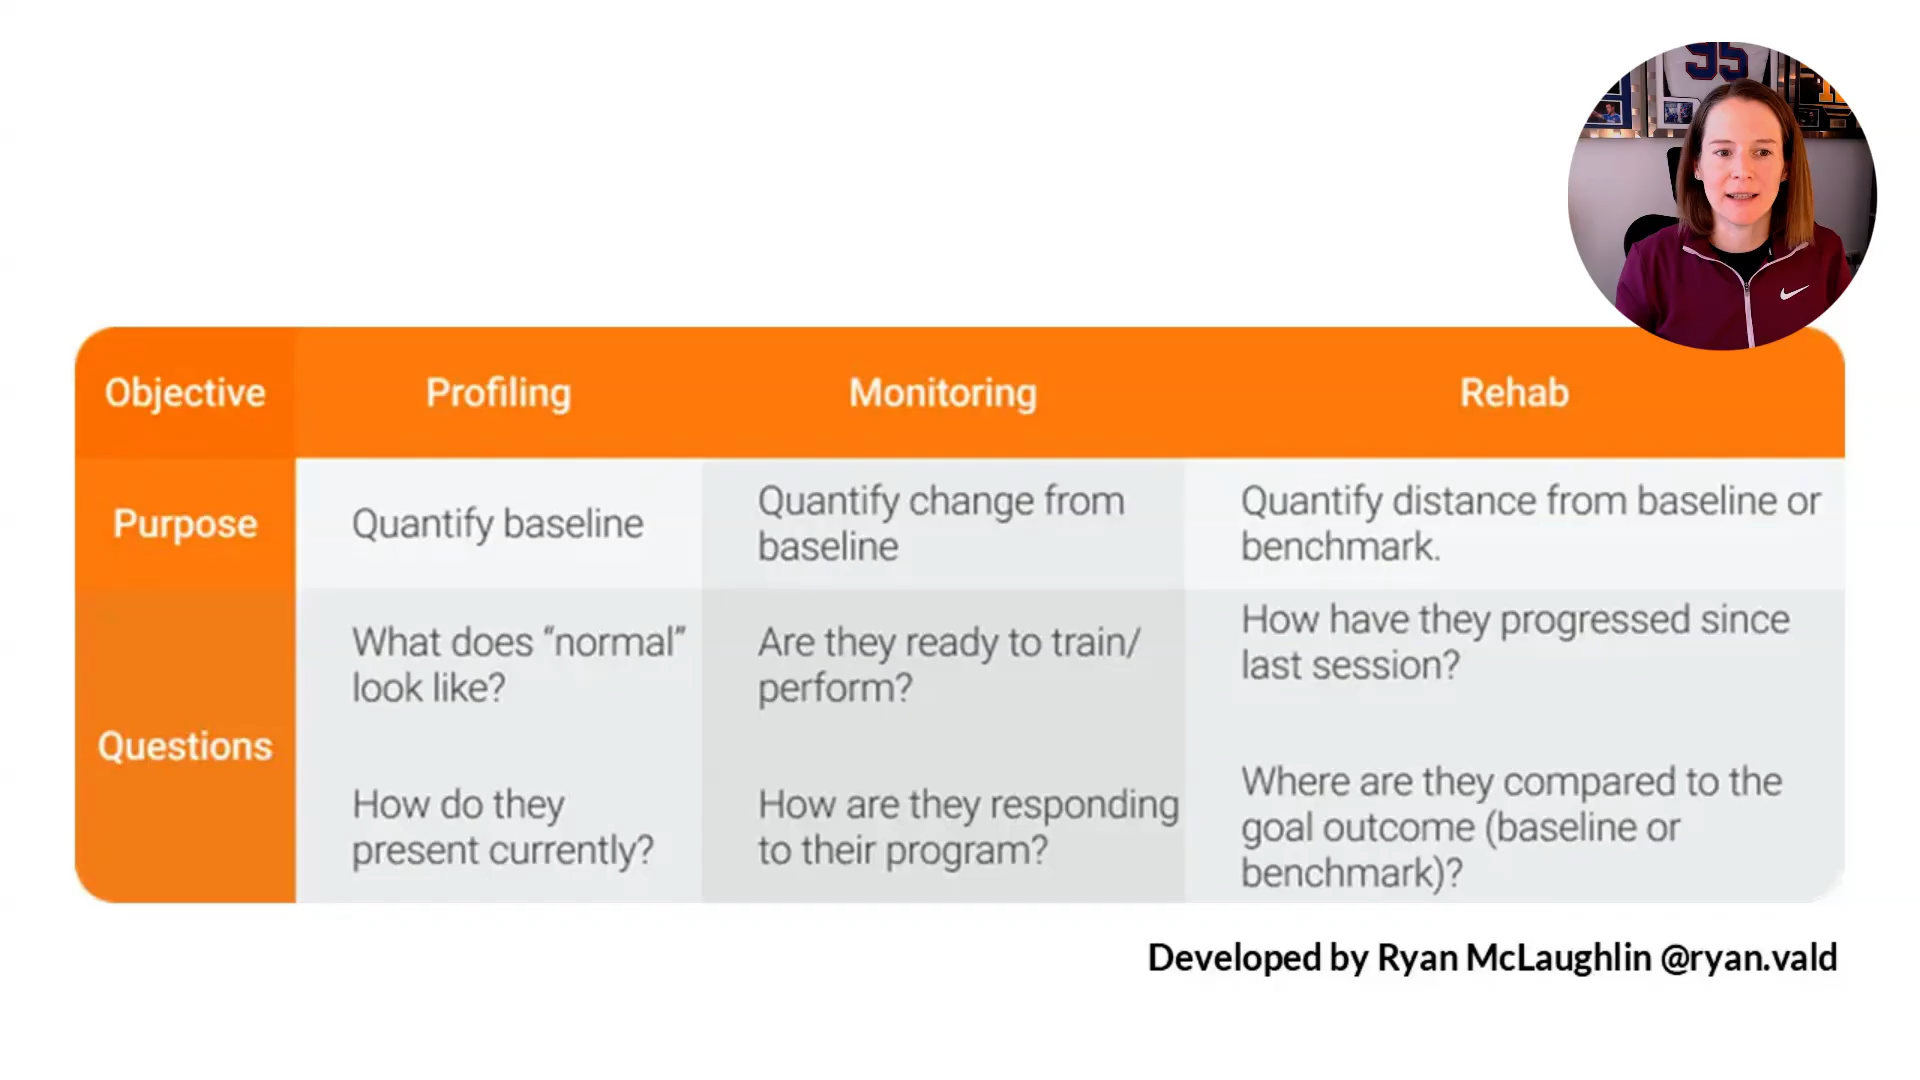 95
Objective Profiling Monitoring Rehab
Purpose
Quantify baseline
Quantify change from
baseline
Quantify distance from baseline or
benchmark.
Questions
What does “normal”
look like?
How do they
present currently?
Are they ready to train/
perform?
How are they responding
to their program?
How have they progressed since
last session?
Where are they compared to the
goal outcome (baseline or
benchmark)?
Developed by Ryan McLaughlin @ryan.vald